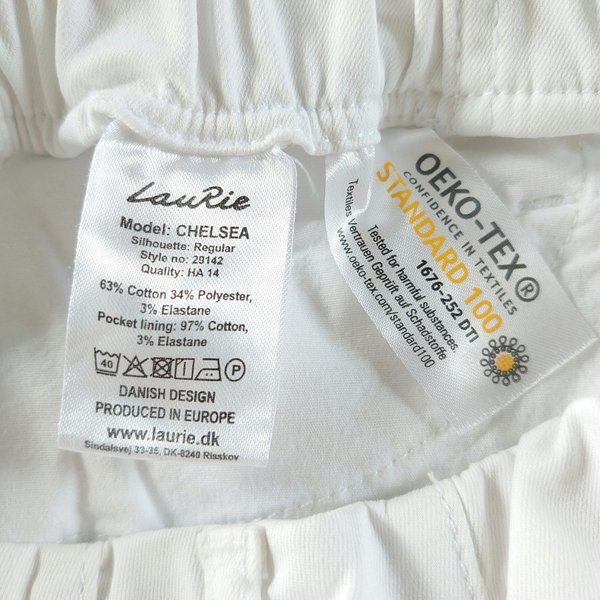 LauRie
Model: CHELSEA
Silhouette: Regular
Style no: 29142
Quality: HA 14
63% Cotton 34% Polyester,
3% Elastane
Pocket lining: 97% Cotton,
3% Elastane
40 P
DANISH DESIGN
PRODUCED IN EUROPE
www.laurie.dk
Sindalsvej 33-35, DK-8240 Risskov
OEKO-TEX®
CONFIDENCE IN TEXTILES
STANDARD 100
1676-252 DTI
Tested for harmful substances.
Textiles Vertrauen Geprüft auf Schadstoffe
www.oeko-tex.com/standard100